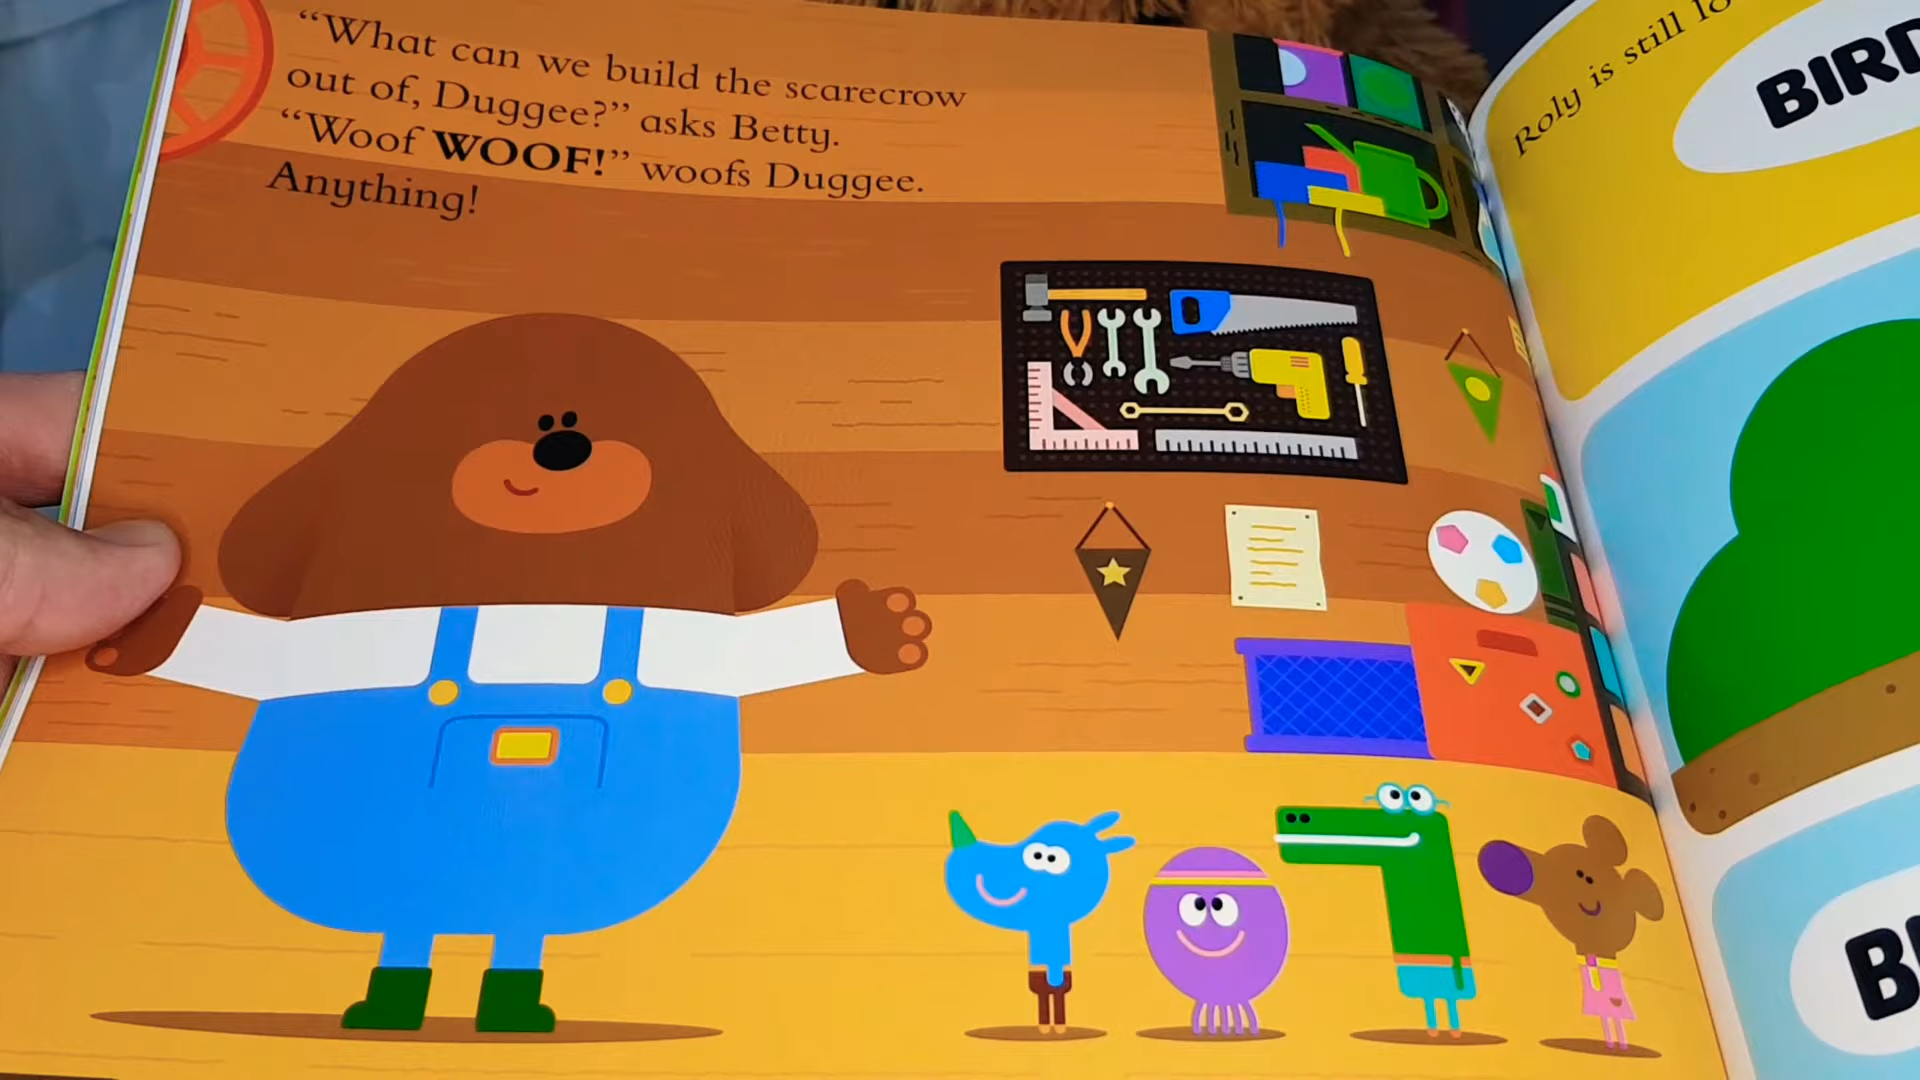 “What can we build the scarecrow
out of, Duggee?” asks Betty.
“Woof WOOF!” woofs Duggee.
Anything!
Roly is still
BIRD